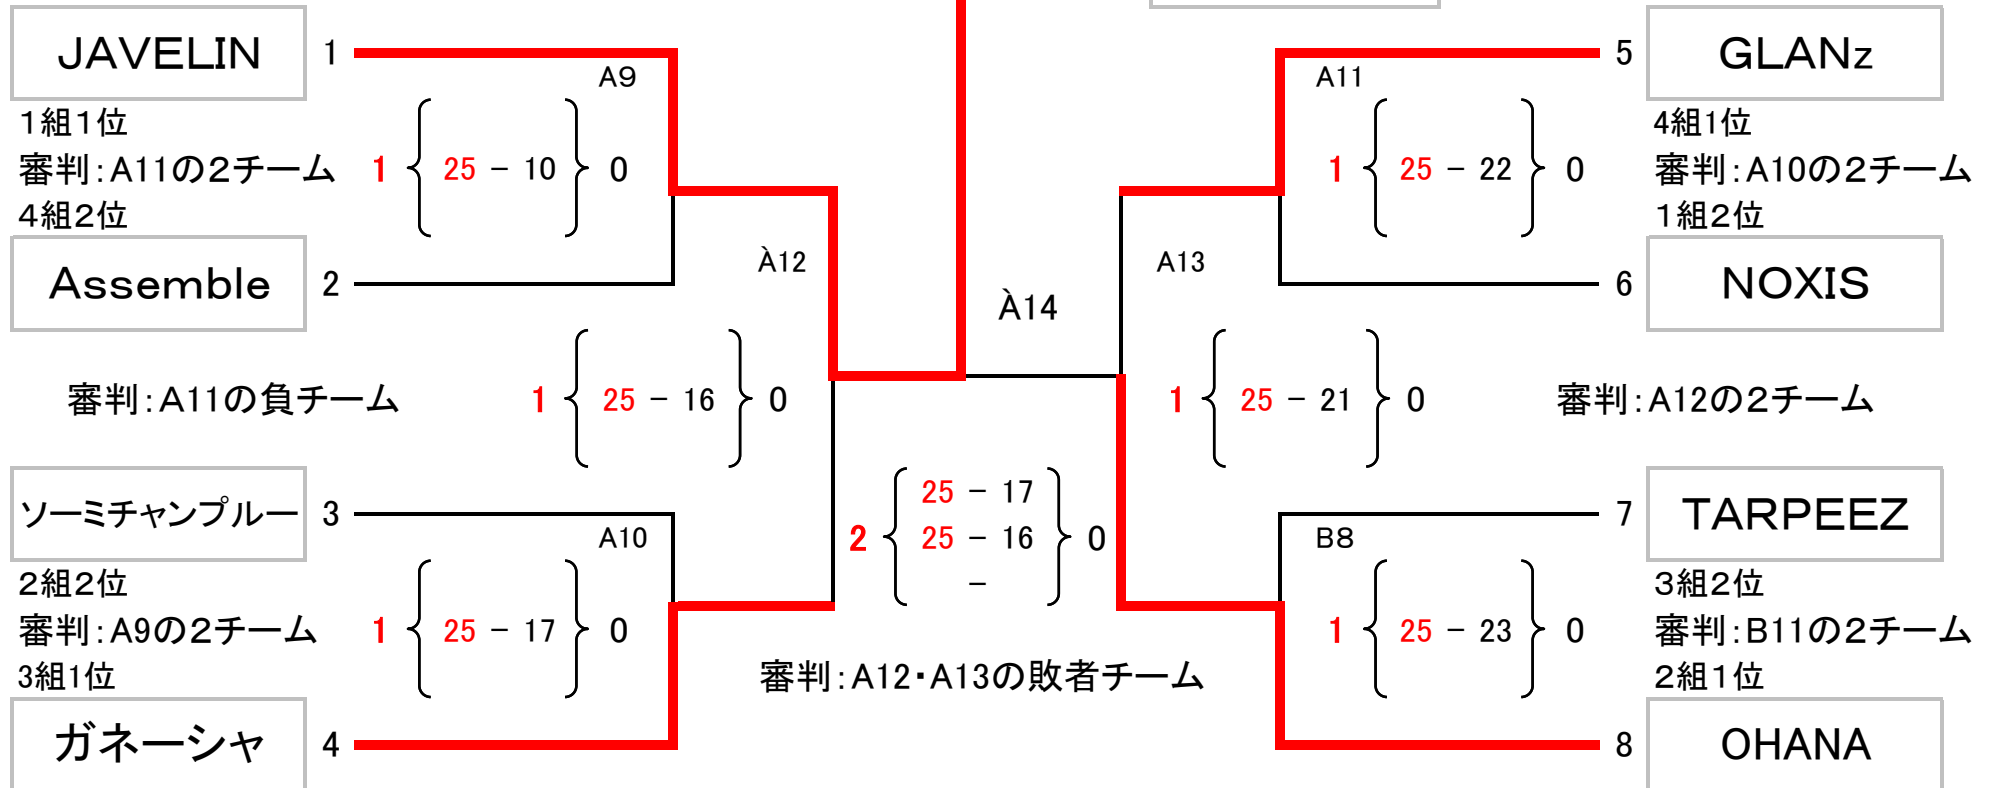 JAVELIN 1
A9
1組1位
審判：A11の2チーム
1 25 － 10 0
4組2位
Assemble 2
À12
審判：A11の負チーム
1 25 － 16 0
ソーミチャンプルー 3
A10
2組2位
審判：A9の2チーム
1 25 － 17 0
3組1位
ガネーシャ 4
À14
25 － 17
2 25 － 16 0
－
審判：A12・A13の敗者チーム
5 GLANz
A11
4組1位
1 25 － 22 0
審判：A10の2チーム
1組2位
A13
6 NOXIS
1 25 － 21 0
審判：A12の2チーム
7 TARPEEZ
B8
3組2位
1 25 － 23 0
審判：B11の2チーム
2組1位
8 OHANA